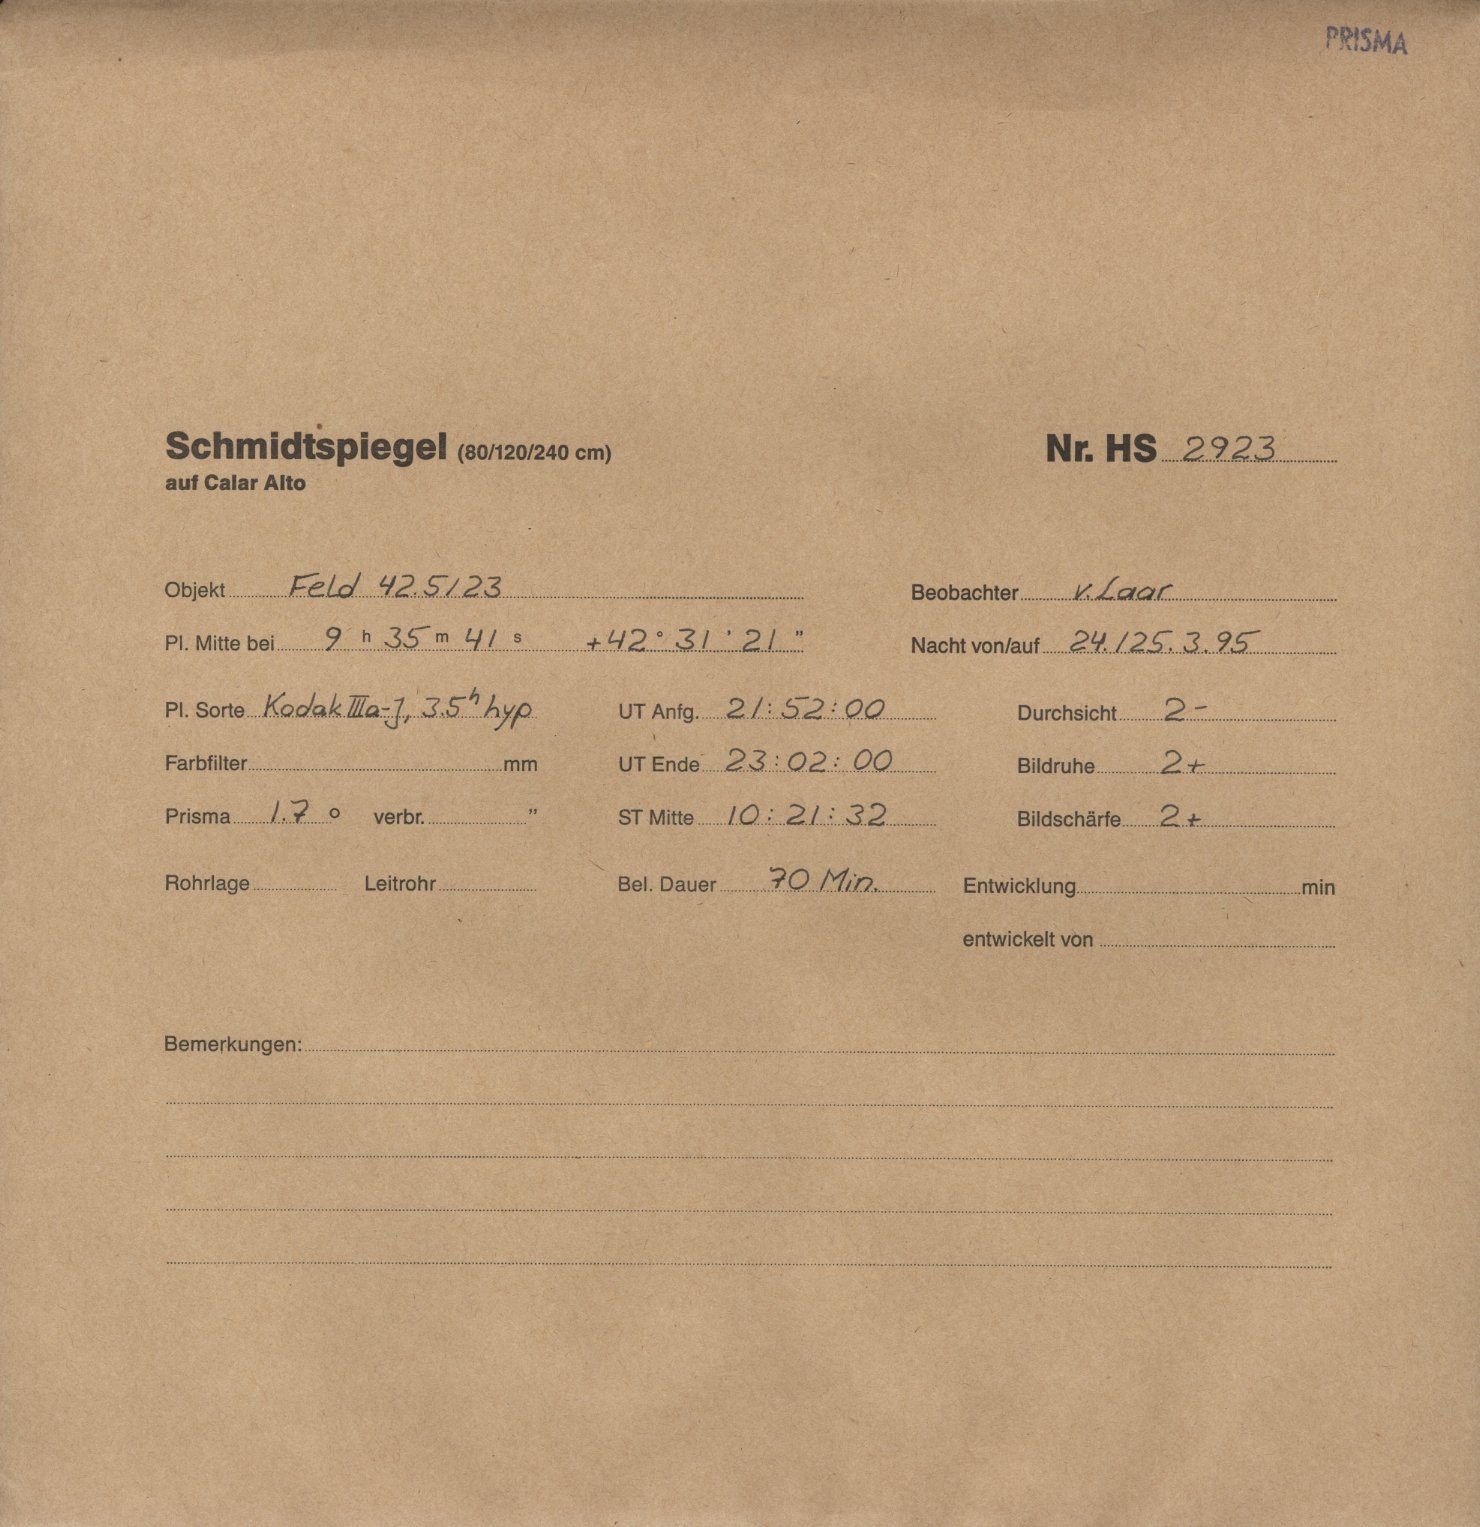 PRISMA
Schmidtspiegel (80/120/240 cm) Nr. HS 2923
auf Calar Alto
Objekt Feld 42.5/23 Beobachter v. Laar
Pl. Mitte bei 9 h 35 m 41 s +42° 31 ' 21 " Nacht von/auf 24./25.3.95
Pl. Sorte Kodak IIIa-J, 3.5h hyp UT Anfg. 21:52:00 Durchsicht 2-
Farbfilter mm UT Ende 23:02:00 Bildruhe 2+
Prisma 1.7 ° verbr. " ST Mitte 10:21:32 Bildschärfe 2+
Rohrlage Leitrohr Bel. Dauer 70 Min. Entwicklung min
entwickelt von
Bemerkungen: